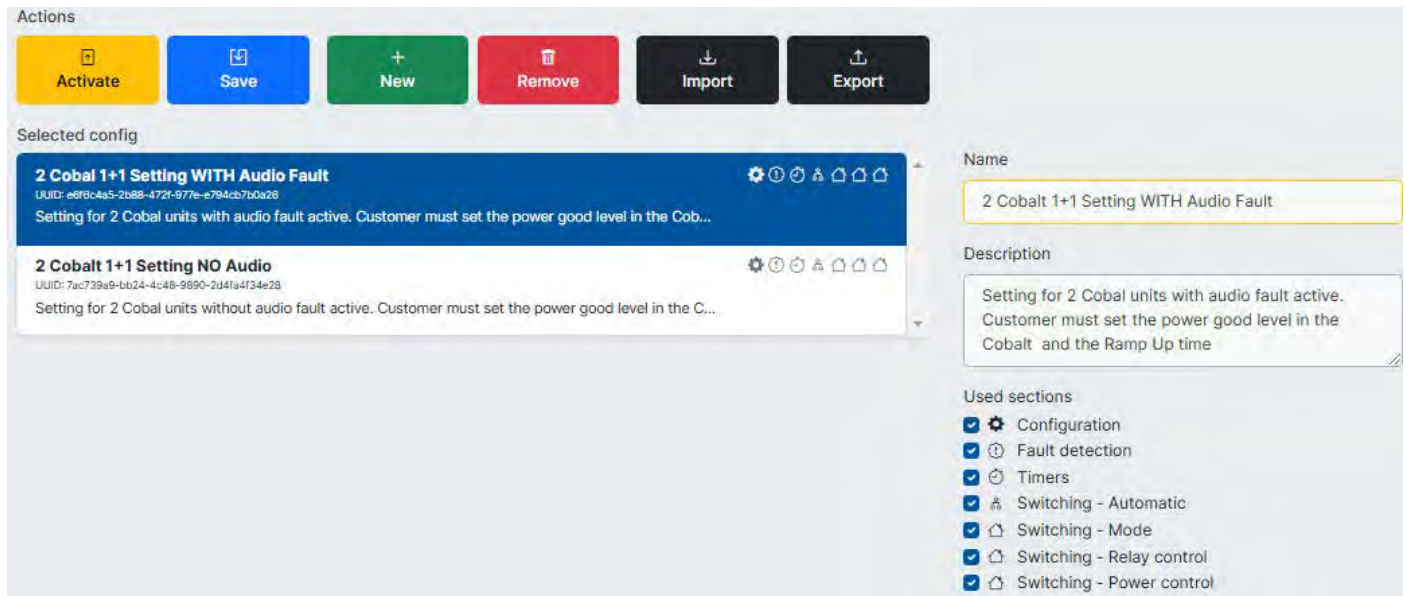 Actions
Activate
Save
New
Remove
Import
Export
Selected config
2 Cobal 1+1 Setting WITH Audio Fault
UUID: e6f6c4a5-2b88-472f-977e-e794cb7b0a26
Setting for 2 Cobal units with audio fault active. Customer must set the power good level in the Cob...
2 Cobalt 1+1 Setting NO Audio
UUID: 7ac739a9-bb24-4c48-9890-2d4fa4f34e28
Setting for 2 Cobal units without audio fault active. Customer must set the power good level in the C...
Name
2 Cobalt 1+1 Setting WITH Audio Fault
Description
Setting for 2 Cobal units with audio fault active.
Customer must set the power good level in the
Cobalt and the Ramp Up time
Used sections
Configuration
Fault detection
Timers
Switching - Automatic
Switching - Mode
Switching - Relay control
Switching - Power control